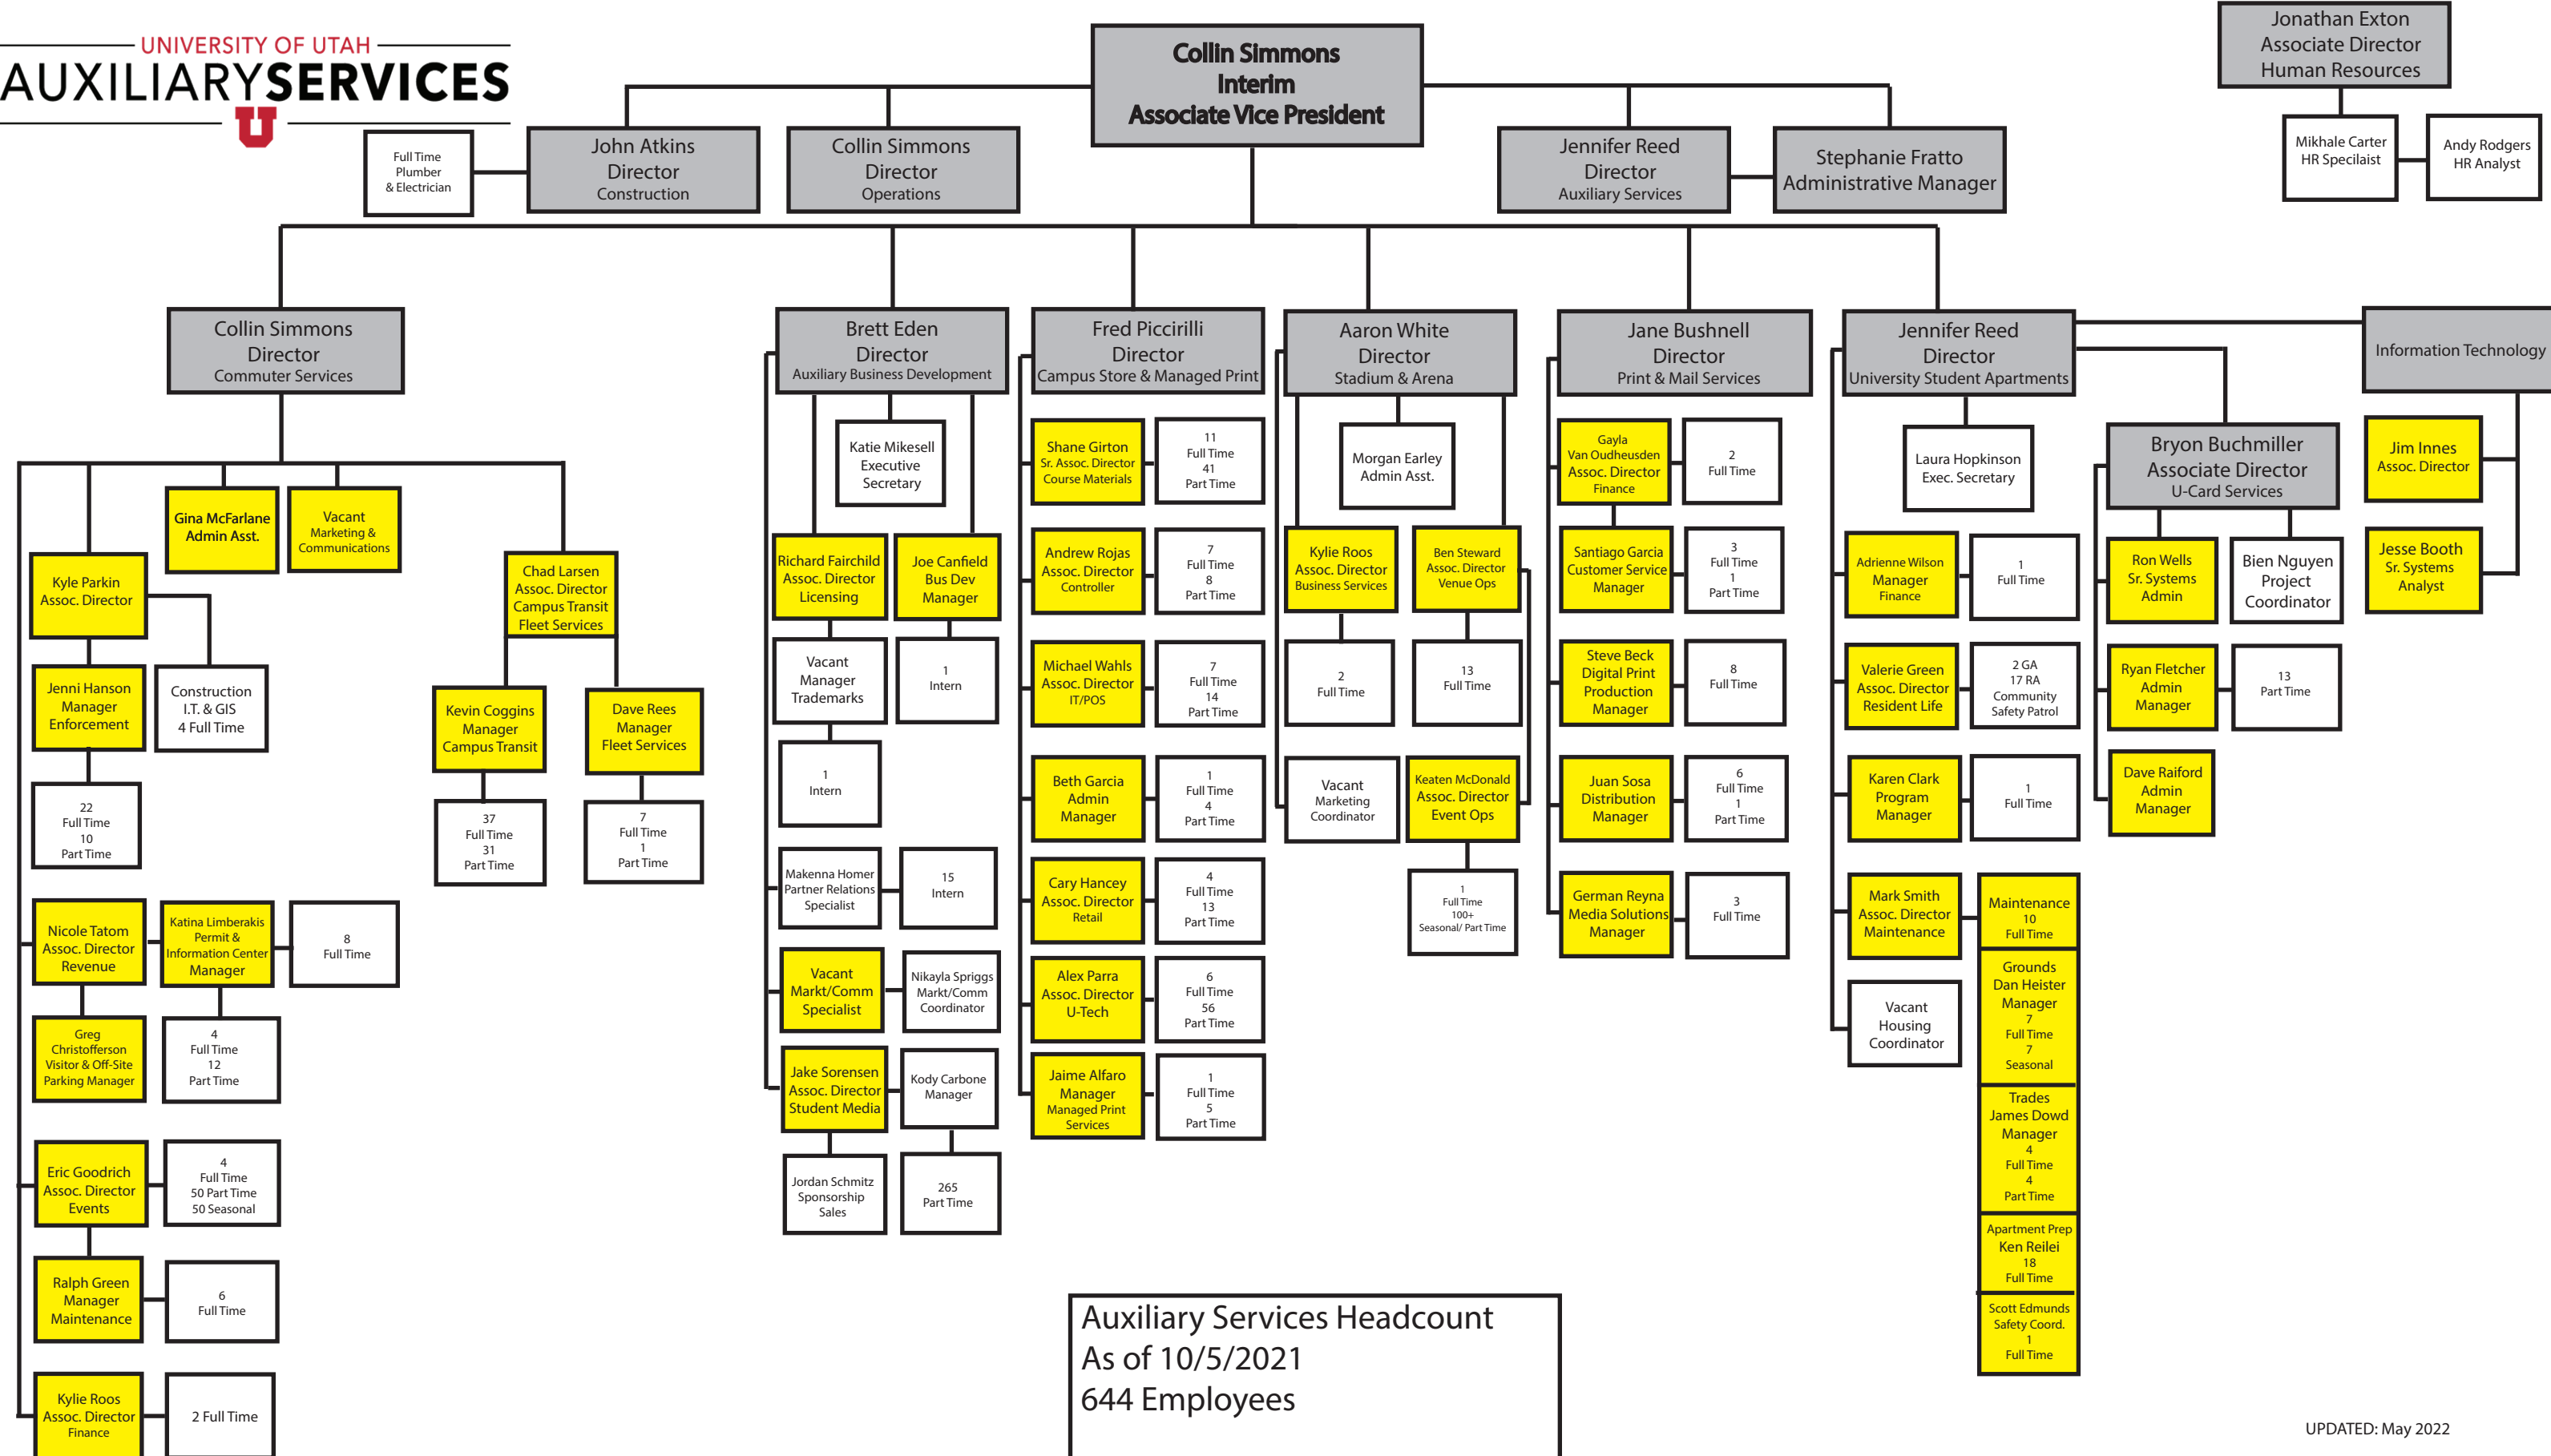 UNIVERSITY OF UTAH
AUXILIARYSERVICES
U
Collin Simmons
Interim
Associate Vice President
Jonathan Exton
Associate Director
Human Resources
Mikhale Carter
HR Specilaist
Andy Rodgers
HR Analyst
Full Time
Plumber
& Electrician
John Atkins
Director
Construction
Collin Simmons
Director
Operations
Jennifer Reed
Director
Auxiliary Services
Stephanie Fratto
Administrative Manager
Collin Simmons
Director
Commuter Services
Gina McFarlane
Admin Asst.
Vacant
Marketing &
Communications
Kyle Parkin
Assoc. Director
Chad Larsen
Assoc. Director
Campus Transit
Fleet Services
Jenni Hanson
Manager
Enforcement
Construction
I.T. & GIS
4 Full Time
Kevin Coggins
Manager
Campus Transit
Dave Rees
Manager
Fleet Services
22
Full Time
10
Part Time
37
Full Time
31
Part Time
7
Full Time
1
Part Time
Nicole Tatom
Assoc. Director
Revenue
Katina Limberakis
Permit &
Information Center
Manager
8
Full Time
Greg
Christofferson
Visitor & Off-Site
Parking Manager
4
Full Time
12
Part Time
Eric Goodrich
Assoc. Director
Events
4
Full Time
50 Part Time
50 Seasonal
Ralph Green
Manager
Maintenance
6
Full Time
Kylie Roos
Assoc. Director
Finance
2 Full Time
Brett Eden
Director
Auxiliary Business Development
Katie Mikesell
Executive
Secretary
Richard Fairchild
Assoc. Director
Licensing
Joe Canfield
Bus Dev
Manager
Vacant
Manager
Trademarks
1
Intern
1
Intern
Makenna Homer
Partner Relations
Specialist
15
Intern
Vacant
Markt/Comm
Specialist
Nikayla Spriggs
Markt/Comm
Coordinator
Jake Sorensen
Assoc. Director
Student Media
Kody Carbone
Manager
Jordan Schmitz
Sponsorship
Sales
265
Part Time
Fred Piccirilli
Director
Campus Store & Managed Print
Shane Girton
Sr. Assoc. Director
Course Materials
11
Full Time
41
Part Time
Andrew Rojas
Assoc. Director
Controller
7
Full Time
8
Part Time
Michael Wahls
Assoc. Director
IT/POS
7
Full Time
14
Part Time
Beth Garcia
Admin
Manager
1
Full Time
4
Part Time
Cary Hancey
Assoc. Director
Retail
4
Full Time
13
Part Time
Alex Parra
Assoc. Director
U-Tech
6
Full Time
56
Part Time
Jaime Alfaro
Manager
Managed Print
Services
1
Full Time
5
Part Time
Aaron White
Director
Stadium & Arena
Morgan Earley
Admin Asst.
Kylie Roos
Assoc. Director
Business Services
Ben Steward
Assoc. Director
Venue Ops
2
Full Time
13
Full Time
Vacant
Marketing
Coordinator
Keaten McDonald
Assoc. Director
Event Ops
1
Full Time
100+
Seasonal/ Part Time
Jane Bushnell
Director
Print & Mail Services
Gayla
Van Oudheusden
Assoc. Director
Finance
2
Full Time
Santiago Garcia
Customer Service
Manager
3
Full Time
1
Part Time
Steve Beck
Digital Print
Production
Manager
8
Full Time
Juan Sosa
Distribution
Manager
6
Full Time
1
Part Time
German Reyna
Media Solutions
Manager
3
Full Time
Jennifer Reed
Director
University Student Apartments
Laura Hopkinson
Exec. Secretary
Adrienne Wilson
Manager
Finance
1
Full Time
Valerie Green
Assoc. Director
Resident Life
2 GA
17 RA
Community
Safety Patrol
Karen Clark
Program
Manager
1
Full Time
Mark Smith
Assoc. Director
Maintenance
Maintenance
10
Full Time
Grounds
Dan Heister
Manager
7
Full Time
7
Seasonal
Trades
James Dowd
Manager
4
Full Time
4
Part Time
Apartment Prep
Ken Reilei
18
Full Time
Scott Edmunds
Safety Coord.
1
Full Time
Vacant
Housing
Coordinator
Bryon Buchmiller
Associate Director
U-Card Services
Ron Wells
Sr. Systems
Admin
Bien Nguyen
Project
Coordinator
Ryan Fletcher
Admin
Manager
13
Part Time
Dave Raiford
Admin
Manager
Information Technology
Jim Innes
Assoc. Director
Jesse Booth
Sr. Systems
Analyst
Auxiliary Services Headcount
As of 10/5/2021
644 Employees
UPDATED: May 2022